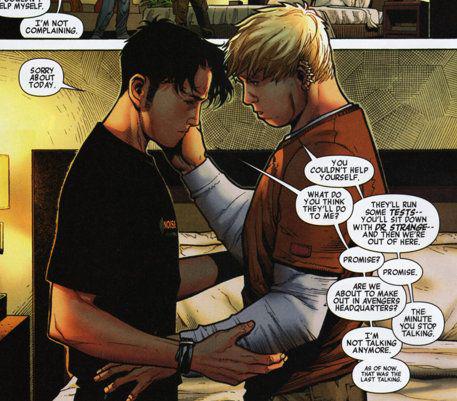 ELP MYSELF.
I'M NOT
COMPLAINING.
SORRY
ABOUT
TODAY.
YOU
COULDN'T HELP
YOURSELF.
WHAT DO
YOU THINK
THEY'LL DO
TO ME?
THEY'LL RUN
SOME TESTS--
YOU'LL SIT DOWN
WITH DR STRANGE--
AND THEN WE'RE
OUT OF HERE.
PROMISE?
PROMISE.
ARE WE
ABOUT TO MAKE
OUT IN AVENGERS
HEADQUARTERS?
THE
MINUTE
YOU STOP
TALKING.
I'M
NOT TALKING
ANYMORE.
AS OF NOW.
THAT WAS THE
LAST TALKING.
NOISE